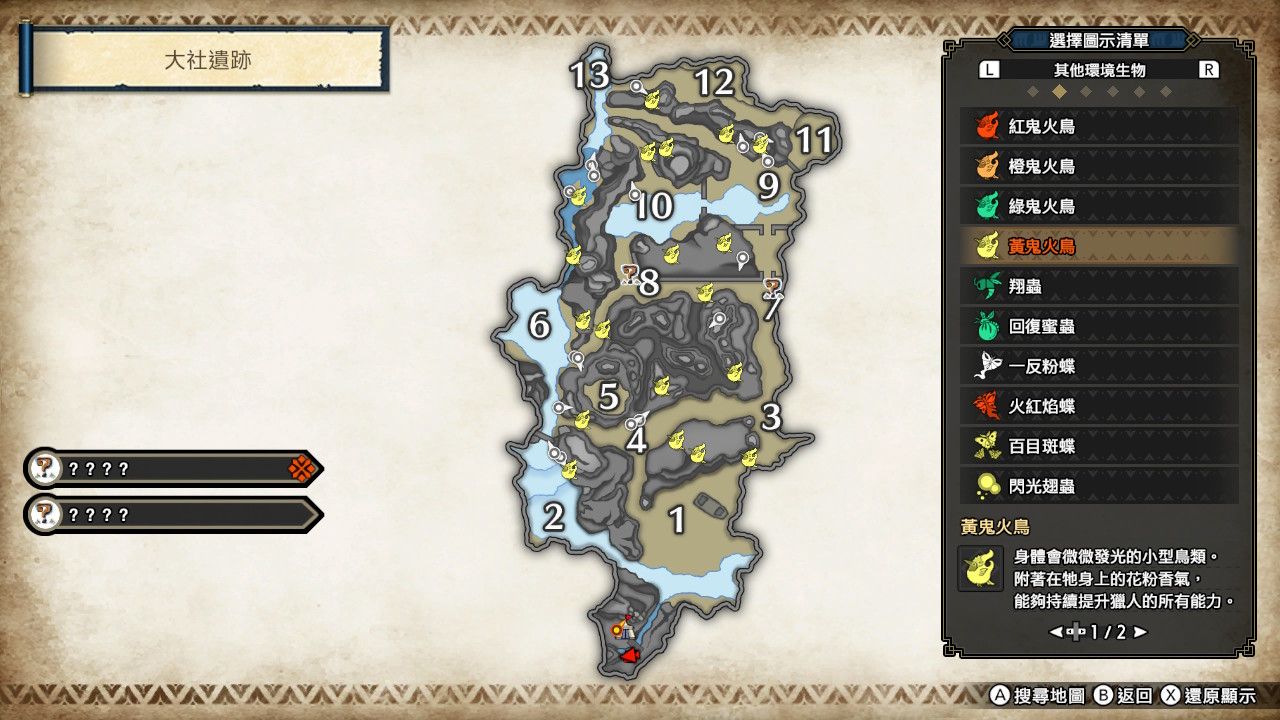 大社遺跡
13
12
11
9
10
8
7
6
5
4
3
2
1
????
????
選擇圖示清單
L 其他環境生物 R
紅鬼火鳥
橙鬼火鳥
綠鬼火鳥
黃鬼火鳥
翔蟲
回復蜜蟲
一反粉蝶
火紅焰蝶
百目斑蝶
閃光翅蟲
黃鬼火鳥
身體會微微發光的小型鳥類。
附著在牠身上的花粉香氣，
能夠持續提升獵人的所有能力。
1/2
A搜尋地圖 B返回 X還原顯示